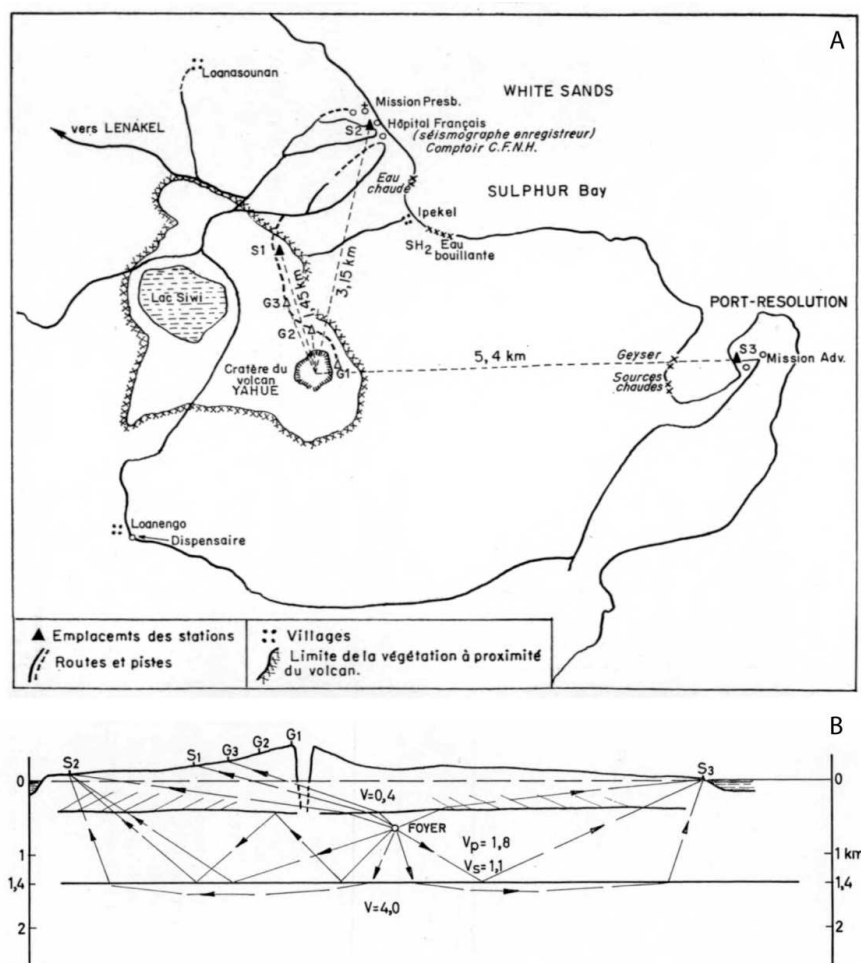 A
Loanasounan
WHITE SANDS
Mission Presb.
vers LENAKEL
S2
Hôpital Français
(séismographe enregistreur)
Comptoir C.F.N.H.
Eau
chaude
SULPHUR Bay
Ipekel
SH2 Eau
bouillante
S1
3,15 km
45 km
Lac Siwi
G3
G2
PORT-RESOLUTION
5,4 km
S3
Geyser
Mission Adv.
Cratère du
volcan
YAHUE
G1
Sources
chaudes
Loanengo
Dispensaire
Emplacemts des stations
Routes et pistes
Villages
Limite de la végétation à proximité
du volcan.
B
S2
S1
G3
G2
G1
S3
0
V=0,4
0
FOYER
Vp= 1,8
Vs= 1,1
1
1 km
1,4
1,4
V=4,0
2
2